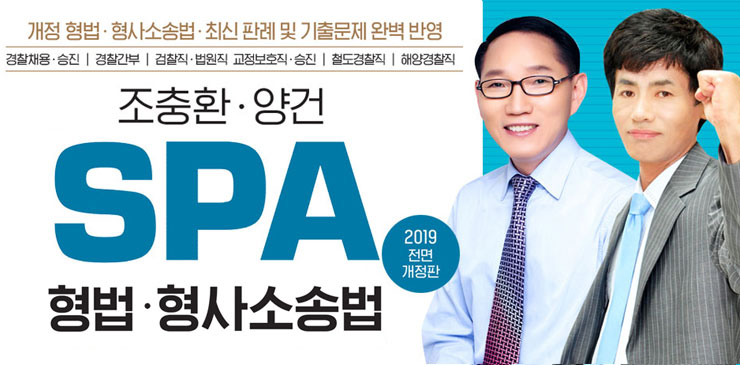 개정 형법·형사소송법·최신 판례 및 기출문제 완벽 반영
경찰채용·승진 | 경찰간부 | 검찰직·법원직 교정보호직·승진 | 철도경찰직 | 해양경찰직
조충환·양건
SPA
2019
전면
개정판
형법·형사소송법